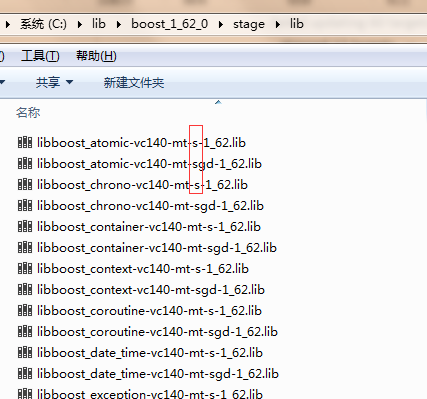 系统 (C:) ▸ lib ▸ boost_1_62_0 ▸ stage ▸ lib
工具(T) 帮助(H)
共享 新建文件夹
名称
libboost_atomic-vc140-mt-s-1_62.lib
libboost_atomic-vc140-mt-sgd-1_62.lib
libboost_chrono-vc140-mt-s-1_62.lib
libboost_chrono-vc140-mt-sgd-1_62.lib
libboost_container-vc140-mt-s-1_62.lib
libboost_container-vc140-mt-sgd-1_62.lib
libboost_context-vc140-mt-s-1_62.lib
libboost_context-vc140-mt-sgd-1_62.lib
libboost_coroutine-vc140-mt-s-1_62.lib
libboost_coroutine-vc140-mt-sgd-1_62.lib
libboost_date_time-vc140-mt-s-1_62.lib
libboost_date_time-vc140-mt-sgd-1_62.lib
libboost_exception-vc140-mt-s-1_62.lib